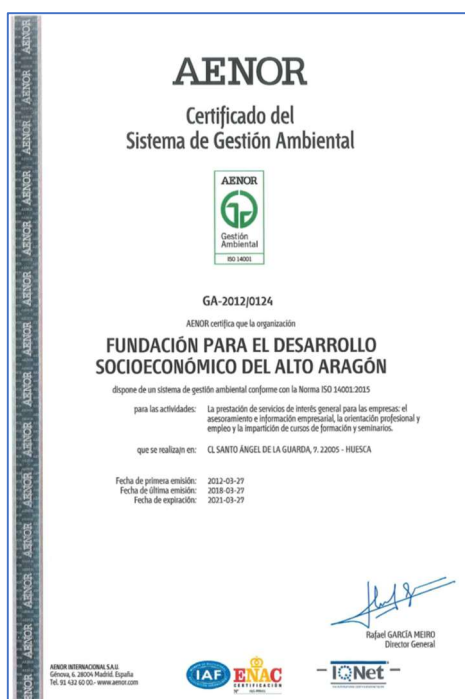 AENOR
Certificado del
Sistema de Gestión Ambiental
AENOR
Gestión
Ambiental
ISO 14001
GA-2012/0124
AENOR certifica que la organización
FUNDACIÓN PARA EL DESARROLLO
SOCIOECONÓMICO DEL ALTO ARAGÓN
dispone de un sistema de gestión ambiental conforme con la Norma ISO 14001:2015
para las actividades: La prestación de servicios de interés general para las empresas: el
asesoramiento e información empresarial, la orientación profesional y
empleo y la impartición de cursos de formación y seminarios.
que se realiza/n en: CL SANTO ÁNGEL DE LA GUARDA, 7. 22005 - HUESCA
Fecha de primera emisión: 2012-03-27
Fecha de última emisión: 2018-03-27
Fecha de expiración: 2021-03-27
Rafael GARCÍA MEIRO
Director General
AENOR INTERNACIONAL S.A.U.
Génova, 6. 28004 Madrid. España
Tel. 91 432 60 00.- www.aenor.com
IAF
ENAC
CERTIFICACIÓN
IQNet